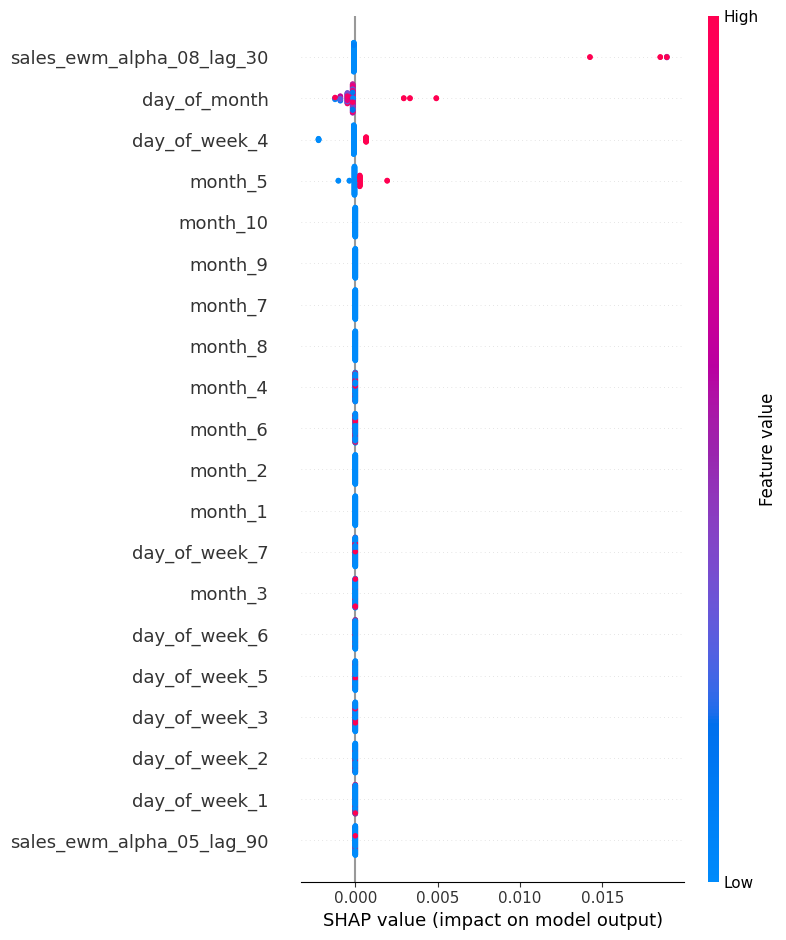 High
sales_ewm_alpha_08_lag_30
day_of_month
day_of_week_4
month_5
month_10
month_9
month_7
month_8
month_4
month_6
month_2
month_1
day_of_week_7
month_3
day_of_week_6
day_of_week_5
day_of_week_3
day_of_week_2
day_of_week_1
sales_ewm_alpha_05_lag_90
Feature value
Low
0.000 0.005 0.010 0.015
SHAP value (impact on model output)